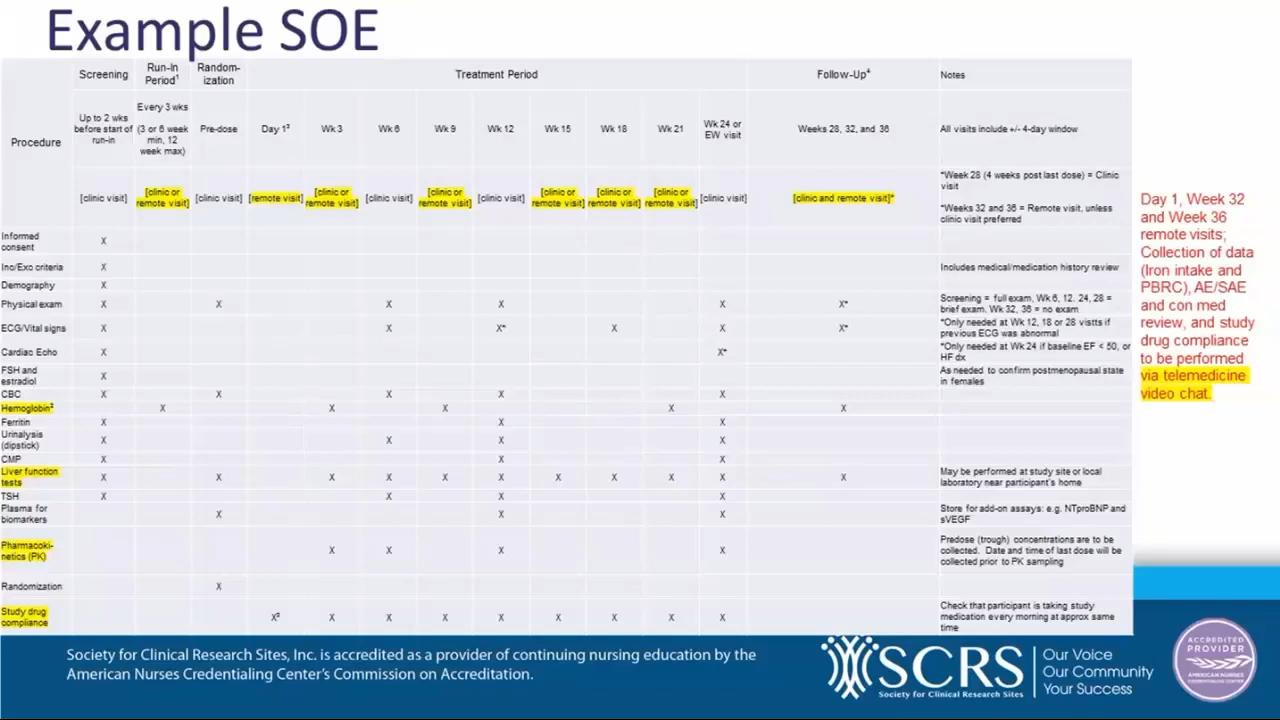 Example SOE
Procedure
Screening
Run-In
Period¹
Random-
ization
Treatment Period
Follow-Up⁴
Notes
Up to 2 wks
before start of
run-in
Every 3 wks
(3 or 6 week
min, 12
week max)
Pre-dose
Day 1³
Wk 3
Wk 6
Wk 9
Wk 12
Wk 15
Wk 18
Wk 21
Wk 24 or
EW visit
Weeks 28, 32, and 36
All visits include +/- 4-day window
[clinic visit]
[clinic or
remote visit]
[clinic visit]
[remote visit]
[clinic or
remote visit]
[clinic visit]
[clinic or
remote visit]
[clinic visit]
[clinic or
remote visit]
[clinic or
remote visit]
[clinic or
remote visit]
[clinic visit]
[clinic and remote visit]*
*Week 28 (4 weeks post last dose) = Clinic
visit
*Weeks 32 and 36 = Remote visit, unless
clinic visit preferred
Informed
consent
X
Inc/Exc criteria
X
Includes medical/medication history review
Demography
X
Physical exam
X X X X X X*
Screening = full exam, Wk 6, 12. 24, 28 =
brief exam. Wk 32, 36 = no exam
ECG/Vital signs
X X X* X X X*
*Only needed at Wk 12, 18 or 28 visits if
previous ECG was abnormal
Cardiac Echo
X X*
*Only needed at Wk 24 if baseline EF < 50, or
HF dx
FSH and
estradiol
X
As needed to confirm postmenopausal state
in females
CBC
X X X X X
Hemoglobin²
X X X X X
Ferritin
X X X
Urinalysis
(dipstick)
X X X X
CMP
X X X
Liver function
tests
X X X X X X X X X X X
May be performed at study site or local
laboratory near participant's home
TSH
X X X X
Plasma for
biomarkers
X X X
Store for add-on assays: e.g. NTproBNP and
sVEGF
Pharmacoki-
netics (PK)
X X X X
Predose (trough) concentrations are to be
collected. Date and time of last dose will be
collected prior to PK sampling
Randomization
X
Study drug
compliance
X³ X X X X X X X X
Check that participant is taking study
medication every morning at approx same
time
Day 1, Week 32
and Week 36
remote visits;
Collection of data
(Iron intake and
PBRC), AE/SAE
and con med
review, and study
drug compliance
to be performed
via telemedicine
video chat.
Society for Clinical Research Sites, Inc. is accredited as a provider of continuing nursing education by the
American Nurses Credentialing Center's Commission on Accreditation.
SCRS
Society for Clinical Research Sites
Our Voice
Our Community
Your Success
ACCREDITED
PROVIDER
AMERICAN NURSES
CREDENTIALING CENTER